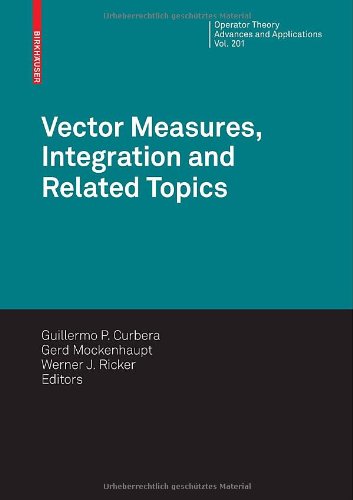 Urheberrechtlich geschütztes Material
BIRKHÄUSER
Operator Theory
Advances and Applications
Vol. 201
Vector Measures,
Integration and
Related Topics
Guillermo P. Curbera
Gerd Mockenhaupt
Werner J. Ricker
Editors
Urheberrechtlich geschütztes Material